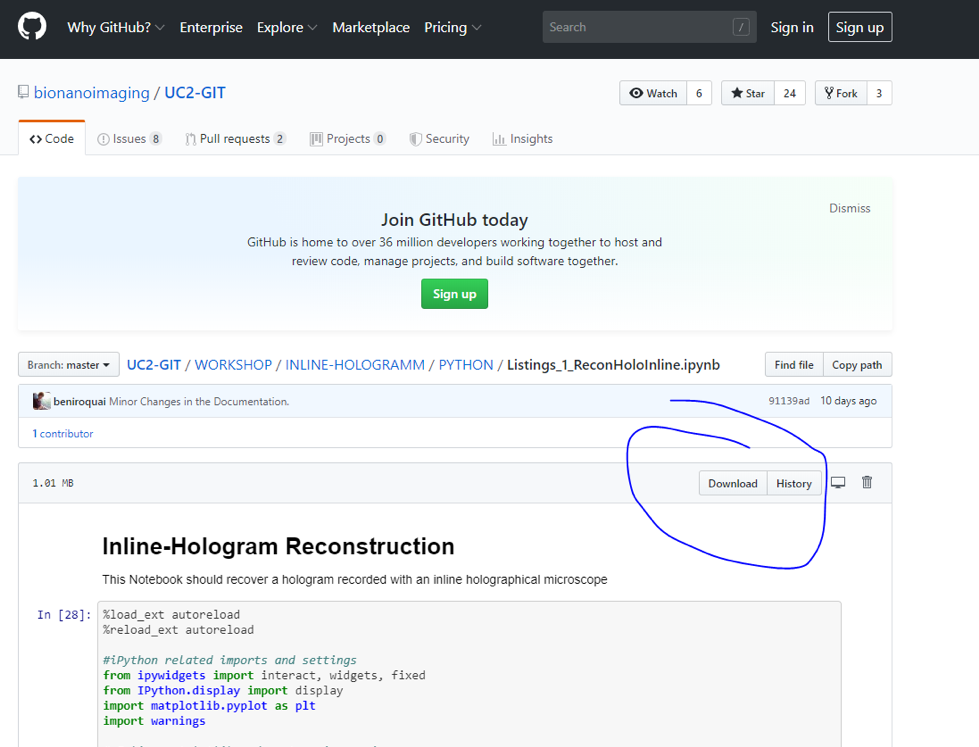 Why GitHub? Enterprise Explore Marketplace Pricing Search / Sign in Sign up
bionanoimaging / UC2-GIT Watch 6 Star 24 Fork 3
Code Issues 8 Pull requests 2 Projects 0 Security Insights
Dismiss
Join GitHub today
GitHub is home to over 36 million developers working together to host and
review code, manage projects, and build software together.
Sign up
Branch: master UC2-GIT / WORKSHOP / INLINE-HOLOGRAMM / PYTHON / Listings_1_ReconHoloInline.ipynb Find file Copy path
beniroquai Minor Changes in the Documentation. 91139ad 10 days ago
1 contributor
1.01 MB Download History
Inline-Hologram Reconstruction
This Notebook should recover a hologram recorded with an inline holographical microscope
In [28]: %load_ext autoreload
%reload_ext autoreload
#iPython related imports and settings
from ipywidgets import interact, widgets, fixed
from IPython.display import display
import matplotlib.pyplot as plt
import warnings